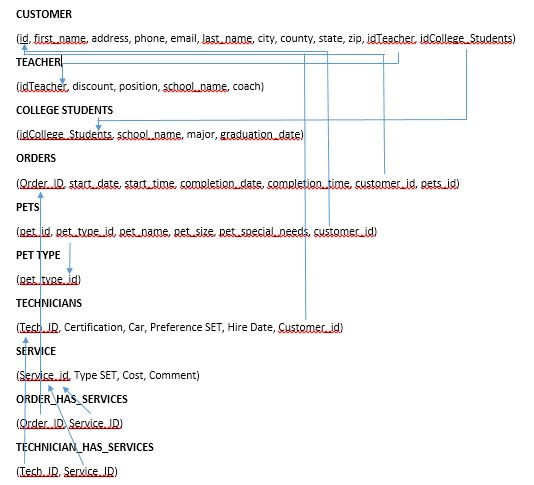 CUSTOMER
(id, first_name, address, phone, email, last_name, city, county, state, zip, idTeacher, idCollege_Students)
TEACHER
(idTeacher, discount, position, school_name, coach)
COLLEGE STUDENTS
(idCollege_Students, school_name, major, graduation_date)
ORDERS
(Order_ID, start_date, start_time, completion_date, completion_time, customer_id, pets_id)
PETS
(pet_id, pet_type_id, pet_name, pet_size, pet_special_needs, customer_id)
PET TYPE
(pet_type_id)
TECHNICIANS
(Tech_ID, Certification, Car, Preference SET, Hire Date, Customer_id)
SERVICE
(Service_id, Type SET, Cost, Comment)
ORDER_HAS_SERVICES
(Order_ID, Service_ID)
TECHNICIAN_HAS_SERVICES
(Tech_ID, Service_ID)